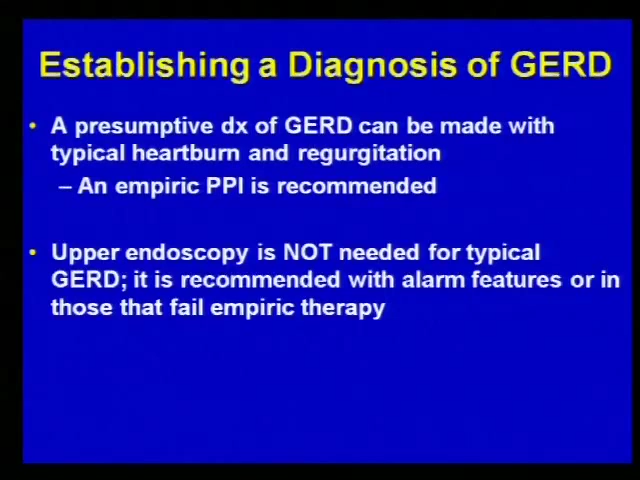 Establishing a Diagnosis of GERD
• A presumptive dx of GERD can be made with
typical heartburn and regurgitation
– An empiric PPI is recommended
• Upper endoscopy is NOT needed for typical
GERD; it is recommended with alarm features or in
those that fail empiric therapy